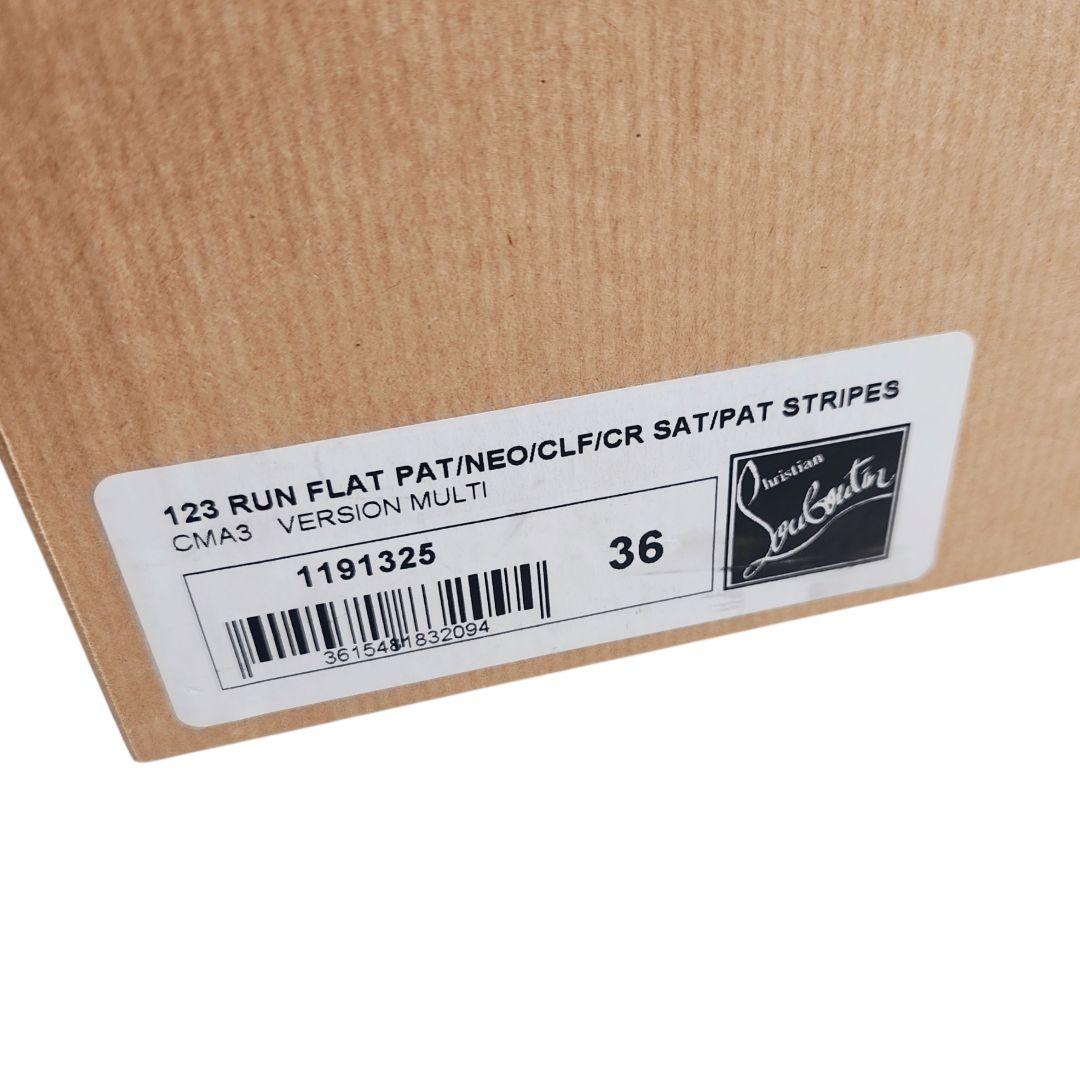 123 RUN FLAT PAT/NEO/CLF/CR SAT/PAT STRIPES
CMA3 VERSION MULTI
1191325
36
3615481832094
Christian
Louboutin